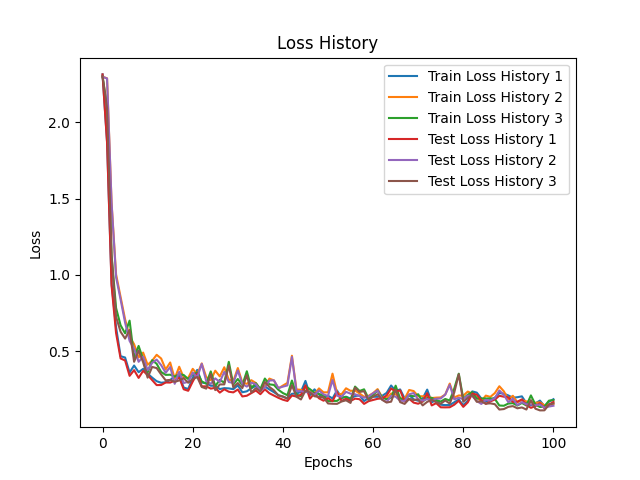 Loss History
Train Loss History 1
Train Loss History 2
Train Loss History 3
Test Loss History 1
Test Loss History 2
Test Loss History 3
2.0
1.5
1.0
0.5
Loss
0 20 40 60 80 100
Epochs